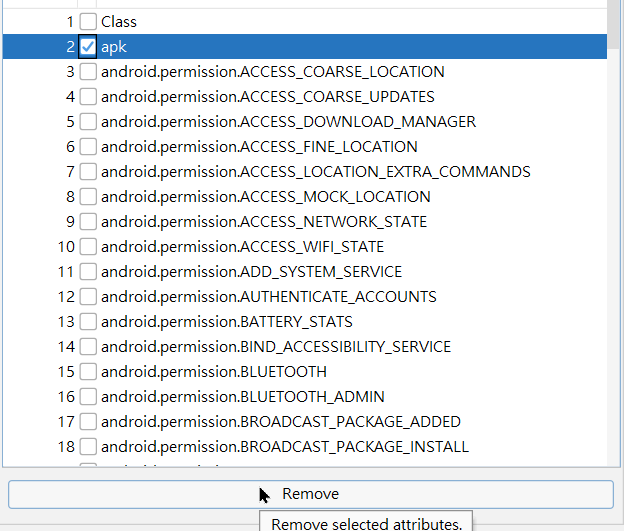 1 Class
2 apk
3 android.permission.ACCESS_COARSE_LOCATION
4 android.permission.ACCESS_COARSE_UPDATES
5 android.permission.ACCESS_DOWNLOAD_MANAGER
6 android.permission.ACCESS_FINE_LOCATION
7 android.permission.ACCESS_LOCATION_EXTRA_COMMANDS
8 android.permission.ACCESS_MOCK_LOCATION
9 android.permission.ACCESS_NETWORK_STATE
10 android.permission.ACCESS_WIFI_STATE
11 android.permission.ADD_SYSTEM_SERVICE
12 android.permission.AUTHENTICATE_ACCOUNTS
13 android.permission.BATTERY_STATS
14 android.permission.BIND_ACCESSIBILITY_SERVICE
15 android.permission.BLUETOOTH
16 android.permission.BLUETOOTH_ADMIN
17 android.permission.BROADCAST_PACKAGE_ADDED
18 android.permission.BROADCAST_PACKAGE_INSTALL
Remove
Remove selected attributes.